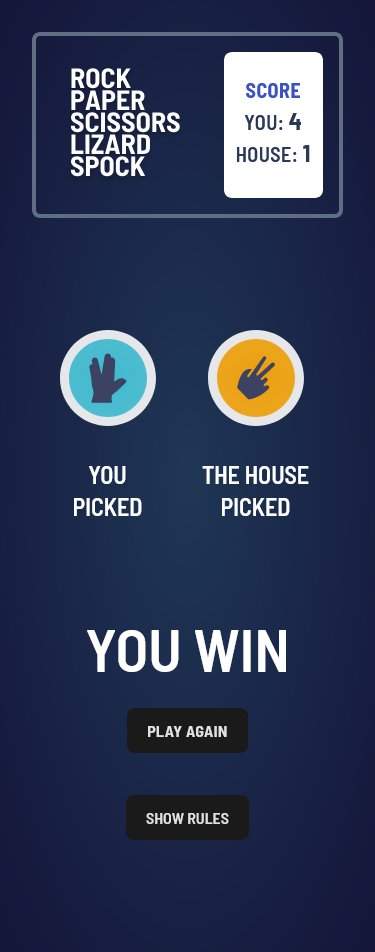 ROCK
PAPER
SCISSORS
LIZARD
SPOCK
SCORE
YOU: 4
HOUSE: 1
YOU
PICKED
THE HOUSE
PICKED
YOU WIN
PLAY AGAIN
SHOW RULES